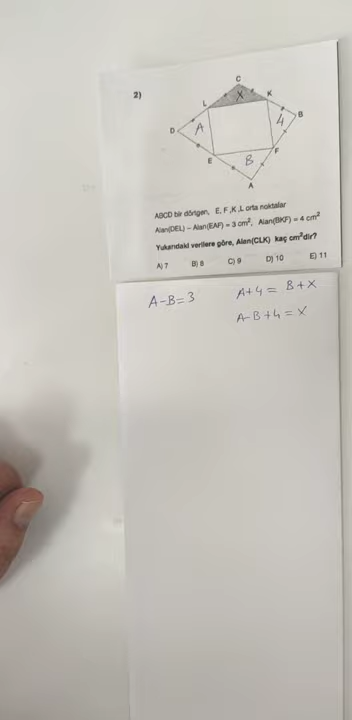 2)
C
X
K
L
4
B
A
D
E
F
B
A
ABCD bir dörtgen, E, F ,K ,L orta noktalar
Alan(DEL) – Alan(EAF) = 3 cm², Alan(BKF) = 4 cm²
Yukarıdaki verilere göre, Alan(CLK) kaç cm²dir?
A) 7 B) 8 C) 9 D) 10 E) 11
A-B=3 A+4 = B+X
A-B+4=X